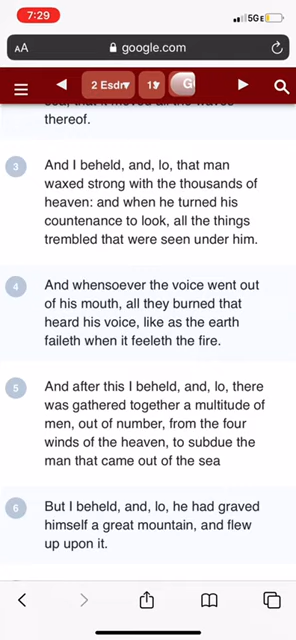 7:29
5GE
AA
google.com
2 Esdr
13
G
thereof.
3
And I beheld, and, lo, that man
waxed strong with the thousands of
heaven: and when he turned his
countenance to look, all the things
trembled that were seen under him.
4
And whensoever the voice went out
of his mouth, all they burned that
heard his voice, like as the earth
faileth when it feeleth the fire.
5
And after this I beheld, and, lo, there
was gathered together a multitude of
men, out of number, from the four
winds of the heaven, to subdue the
man that came out of the sea
6
But I beheld, and, lo, he had graved
himself a great mountain, and flew
up upon it.